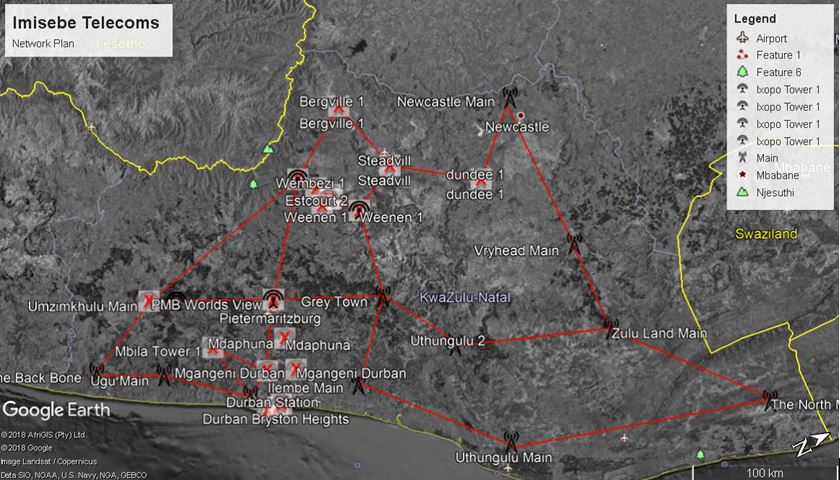 Imisebe Telecoms
Network Plan
Lesotho
Legend
Airport
Feature 1
Feature 6
Ixopo Tower 1
Ixopo Tower 1
Ixopo Tower 1
Ixopo Tower 1
Main
Mbabane
Njesuthi
Mbabane
Swaziland
Bergville 1
Bergville 1
Newcastle Main
Newcastle
Steadvill
Steadvill
dundee 1
dundee 1
Wembezi 1
Estcourt 2
Weenen 1
Weenen 1
Vryhead Main
KwaZulu-Natal
Umzimkhulu Main
PMB Worlds View
Grey Town
Pietermaritzburg
Uthungulu 2
Zulu Land Main
Mbila Tower 1
Mdaphuna
Mdaphuna
ne Back Bone
Ugu Main
Mgangeni Durban
Mgangeni Durban
Ilembe Main
Durban Station
Durban Bryston Heights
The North M
Uthungulu Main
Google Earth
©2018 AfriGIS (Pty) Ltd.
©2018 Google
Image Landsat / Copernicus
Data SIO, NOAA, U.S. Navy, NGA, GEBCO
N
100 km